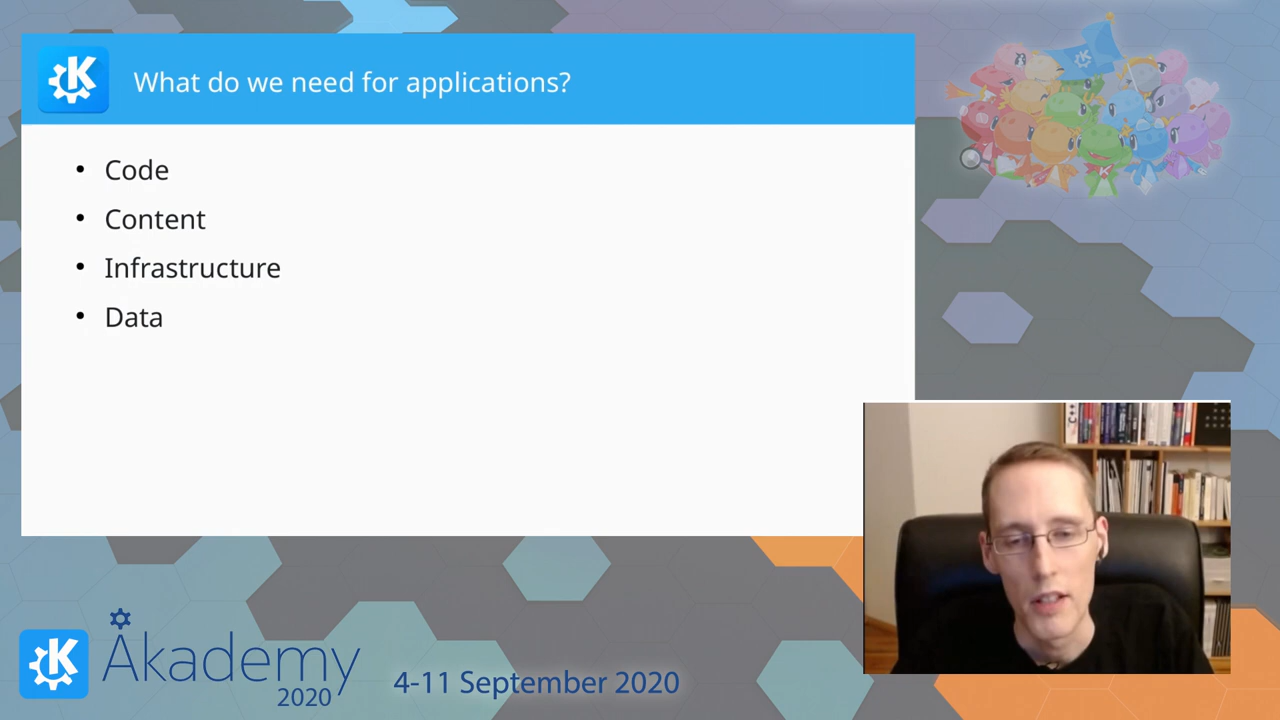 What do we need for applications?
• Code
• Content
• Infrastructure
• Data
Akademy
2020
4-11 September 2020